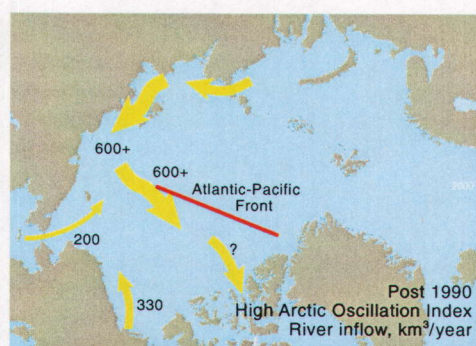 600+
600+
Atlantic-Pacific
Front
200
?
330
Post 1990
High Arctic Oscillation Index
River inflow, km³/year